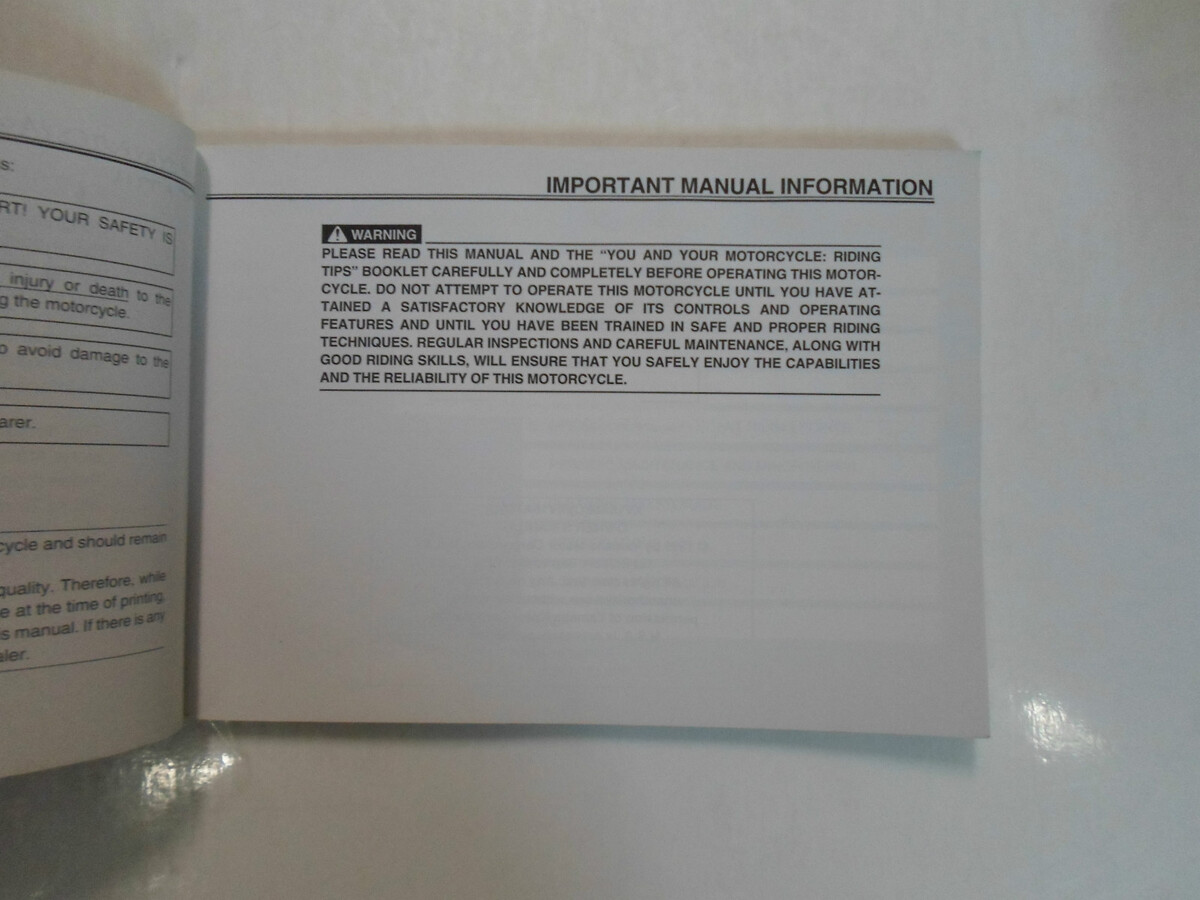 s:
RT! YOUR SAFETY IS
injury or death to the
ng the motorcycle.
o avoid damage to the
arer.
cycle and should remain
quality. Therefore, while
e at the time of printing,
s manual. If there is any
aler.
IMPORTANT MANUAL INFORMATION
WARNING
PLEASE READ THIS MANUAL AND THE “YOU AND YOUR MOTORCYCLE: RIDING
TIPS” BOOKLET CAREFULLY AND COMPLETELY BEFORE OPERATING THIS MOTOR-
CYCLE. DO NOT ATTEMPT TO OPERATE THIS MOTORCYCLE UNTIL YOU HAVE AT-
TAINED A SATISFACTORY KNOWLEDGE OF ITS CONTROLS AND OPERATING
FEATURES AND UNTIL YOU HAVE BEEN TRAINED IN SAFE AND PROPER RIDING
TECHNIQUES. REGULAR INSPECTIONS AND CAREFUL MAINTENANCE, ALONG WITH
GOOD RIDING SKILLS, WILL ENSURE THAT YOU SAFELY ENJOY THE CAPABILITIES
AND THE RELIABILITY OF THIS MOTORCYCLE.